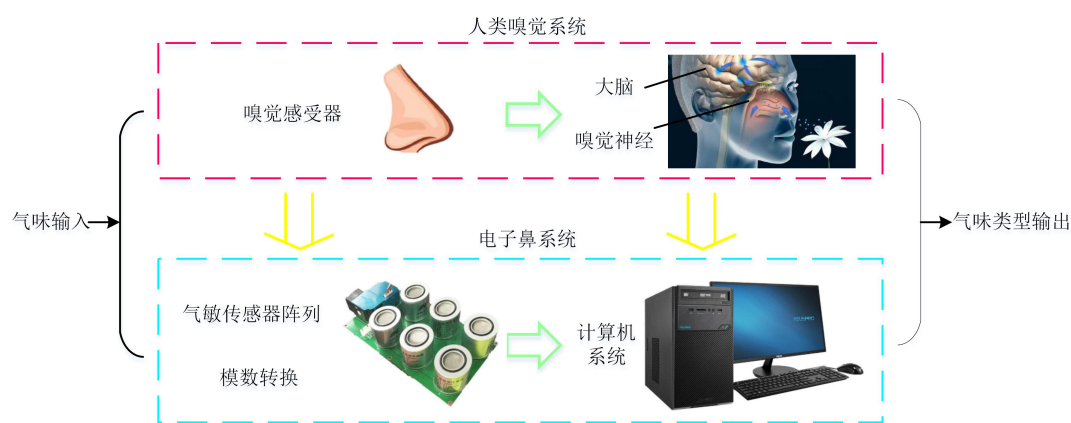 人类嗅觉系统
嗅觉感受器
大脑
嗅觉神经
气味输入
气味类型输出
电子鼻系统
气敏传感器阵列
模数转换
计算机
系统